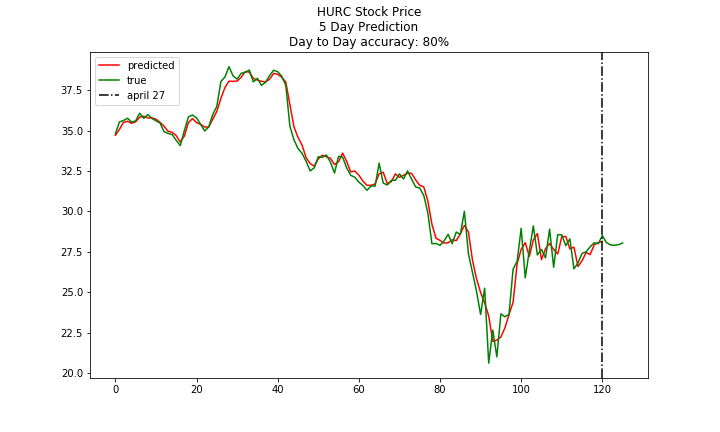 HURC Stock Price
5 Day Prediction
Day to Day accuracy: 80%
predicted
true
april 27
37.5
35.0
32.5
30.0
27.5
25.0
22.5
20.0
0 20 40 60 80 100 120